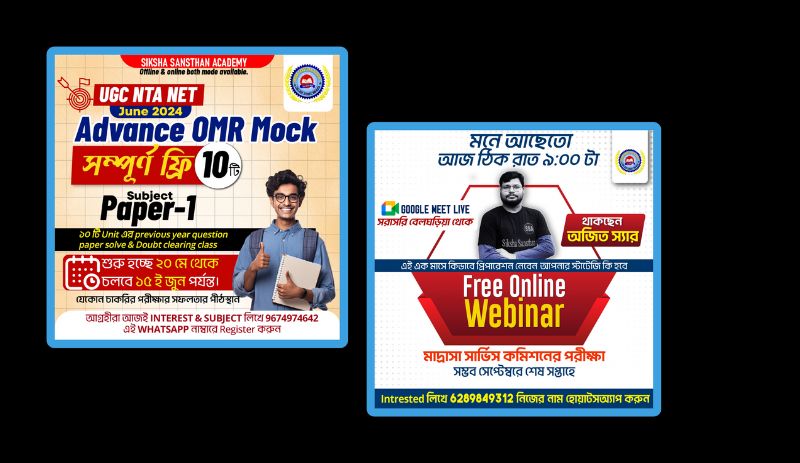 SIKSHA SANSTHAN ACADEMY
Offline & online both mode available.
UGC NTA NET
June 2024
Advance OMR Mock
সম্পূর্ণ ফ্রি 10টি
Subject
Paper-1
১০ টি Unit এর previous year question
paper solve & Doubt clearing class
শুরু হচ্ছে ২০ মে থেকে
চলবে ১৫ ই জুন পর্যন্ত।
যেকোন চাকরির পরীক্ষার সফলতার পীঠস্থান
আগ্রহীরা আজই INTEREST & SUBJECT লিখে 9674974642
এই WHATSAPP নাম্বারে Register করুন
মনে আছেতো
আজ ঠিক রাত ৯:০০ টা
GOOGLE MEET LIVE
সরাসরি বেলঘড়িয়া থেকে
SSA
Siksha Sansthan
থাকছেন
অজিত স্যার
এই এক মাসে কিভাবে প্রিপারেশন নেবেন আপনার স্টাটেজি কি হবে
Free Online
Webinar
মাদ্রাসা সার্ভিস কমিশনের পরীক্ষা
সম্ভব সেপ্টেম্বরে শেষ সপ্তাহে
Intrested লিখে 6289849312 নিজের নাম হোয়াটসঅ্যাপ করুন